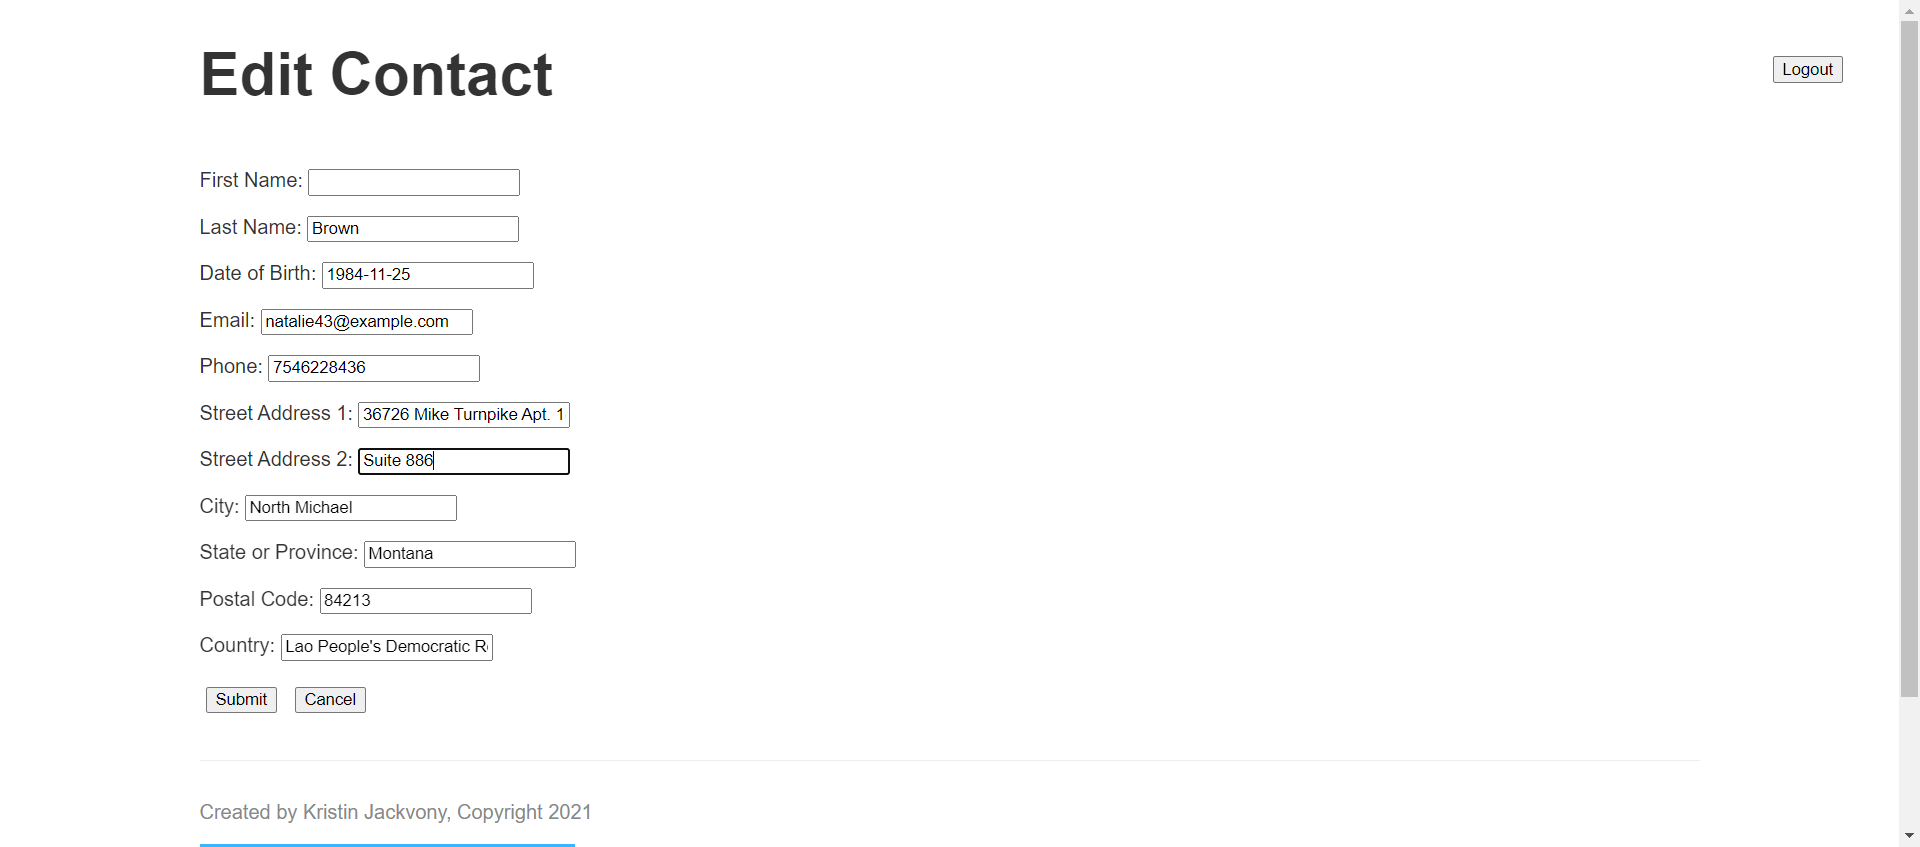 Edit Contact
Logout
First Name:
Last Name: Brown
Date of Birth: 1984-11-25
Email: natalie43@example.com
Phone: 7546228436
Street Address 1: 36726 Mike Turnpike Apt. 1
Street Address 2: Suite 886
City: North Michael
State or Province: Montana
Postal Code: 84213
Country: Lao People's Democratic R
Submit Cancel
Created by Kristin Jackvony, Copyright 2021